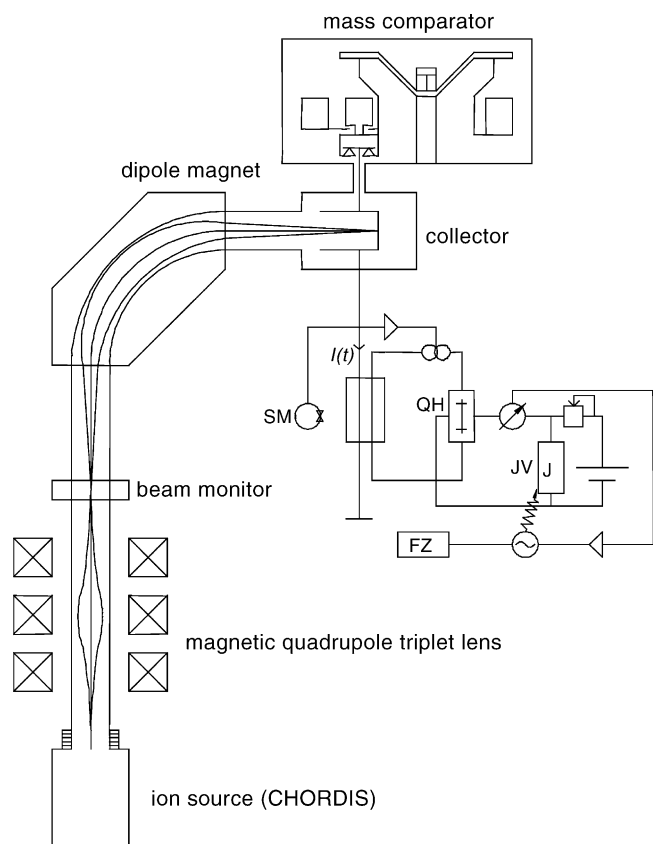 mass comparator
dipole magnet
collector
I(t)
SM
QH
JV
J
beam monitor
FZ
magnetic quadrupole triplet lens
ion source (CHORDIS)